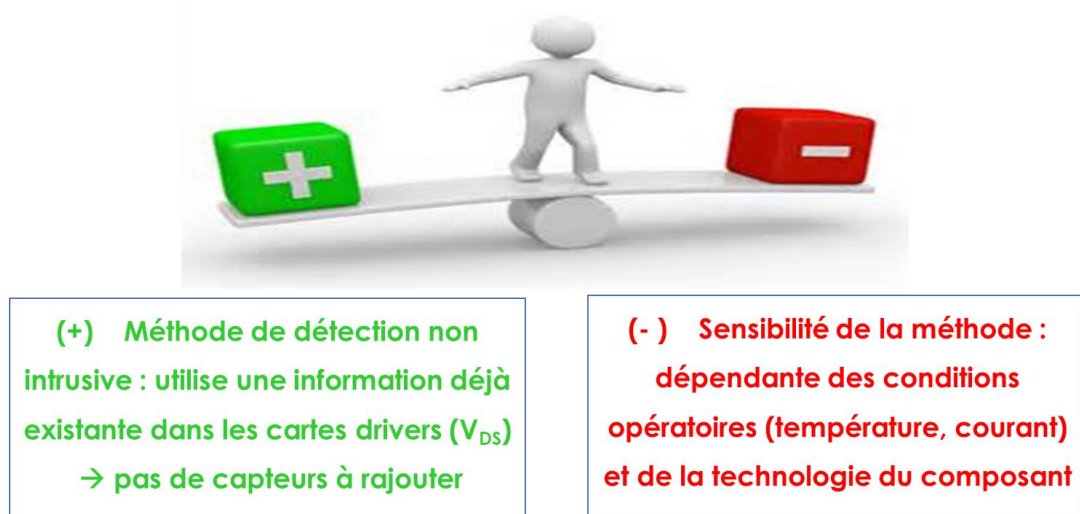 (+) Méthode de détection non
intrusive : utilise une information déjà
existante dans les cartes drivers (VDS)
→ pas de capteurs à rajouter
(- ) Sensibilité de la méthode :
dépendante des conditions
opératoires (température, courant)
et de la technologie du composant